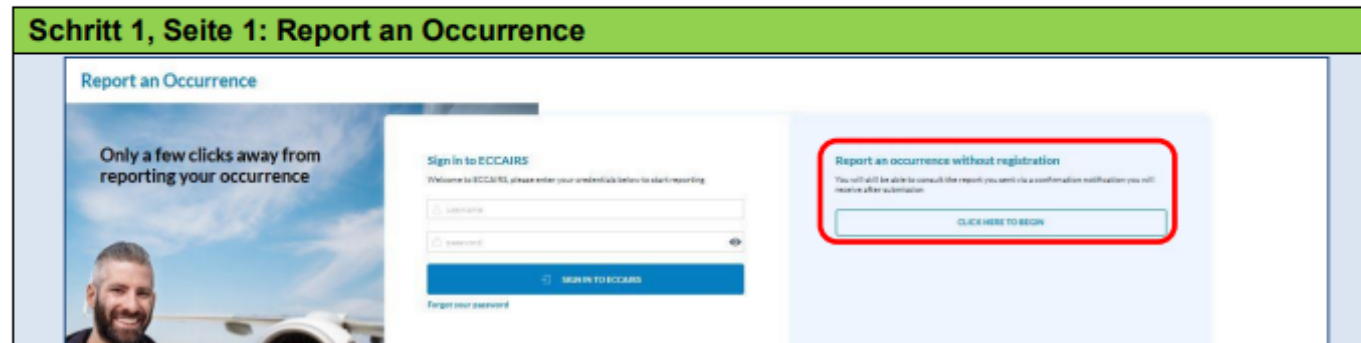 Schritt 1, Seite 1: Report an Occurrence
Report an Occurrence
Only a few clicks away from
reporting your occurrence
Sign in to ECCAIRS
Welcome to ECCAIRS, please enter your credentials below to start reporting
username
password
SIGN IN TO ECCAIRS
Forgot your password
Report an occurrence without registration
You will still be able to consult the report you sent via a confirmation notification you will
receive after submission
CLICK HERE TO BEGIN